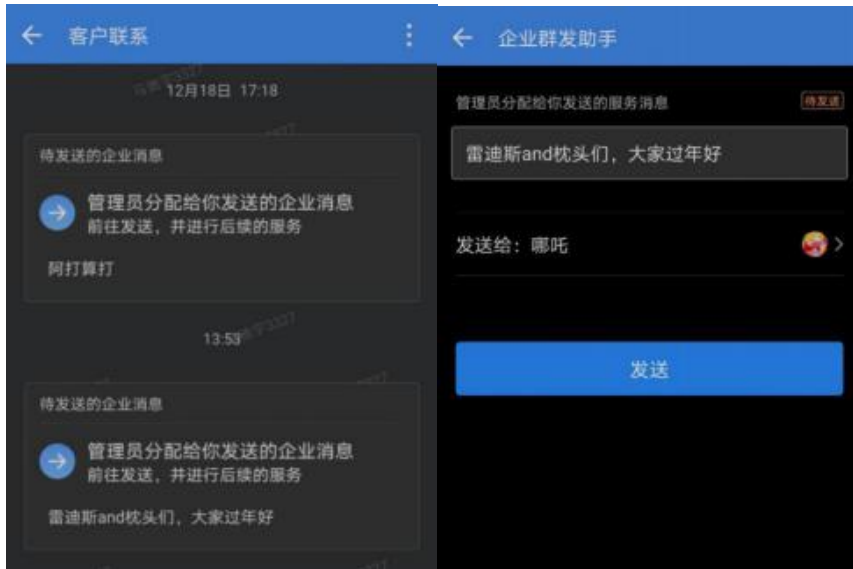 客户联系
12月18日 17:18
待发送的企业消息
管理员分配给你发送的企业消息
前往发送，并进行后续的服务
阿打算打
13:53
待发送的企业消息
管理员分配给你发送的企业消息
前往发送，并进行后续的服务
雷迪斯and枕头们，大家过年好
企业群发助手
管理员分配给你发送的服务消息
待发送
雷迪斯and枕头们，大家过年好
发送给：哪吒
发送